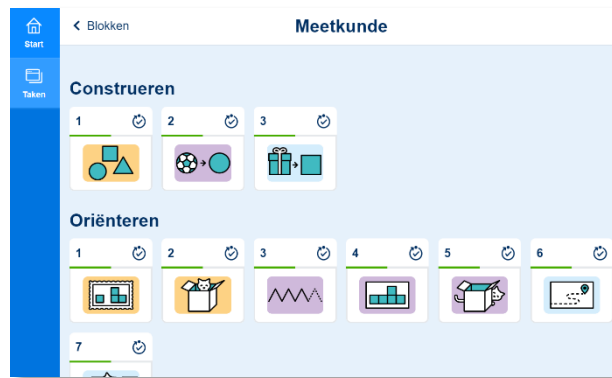 Start
Taken
Blokken
Meetkunde
Construeren
1
2
3
Oriënteren
1
2
3
4
5
6
7